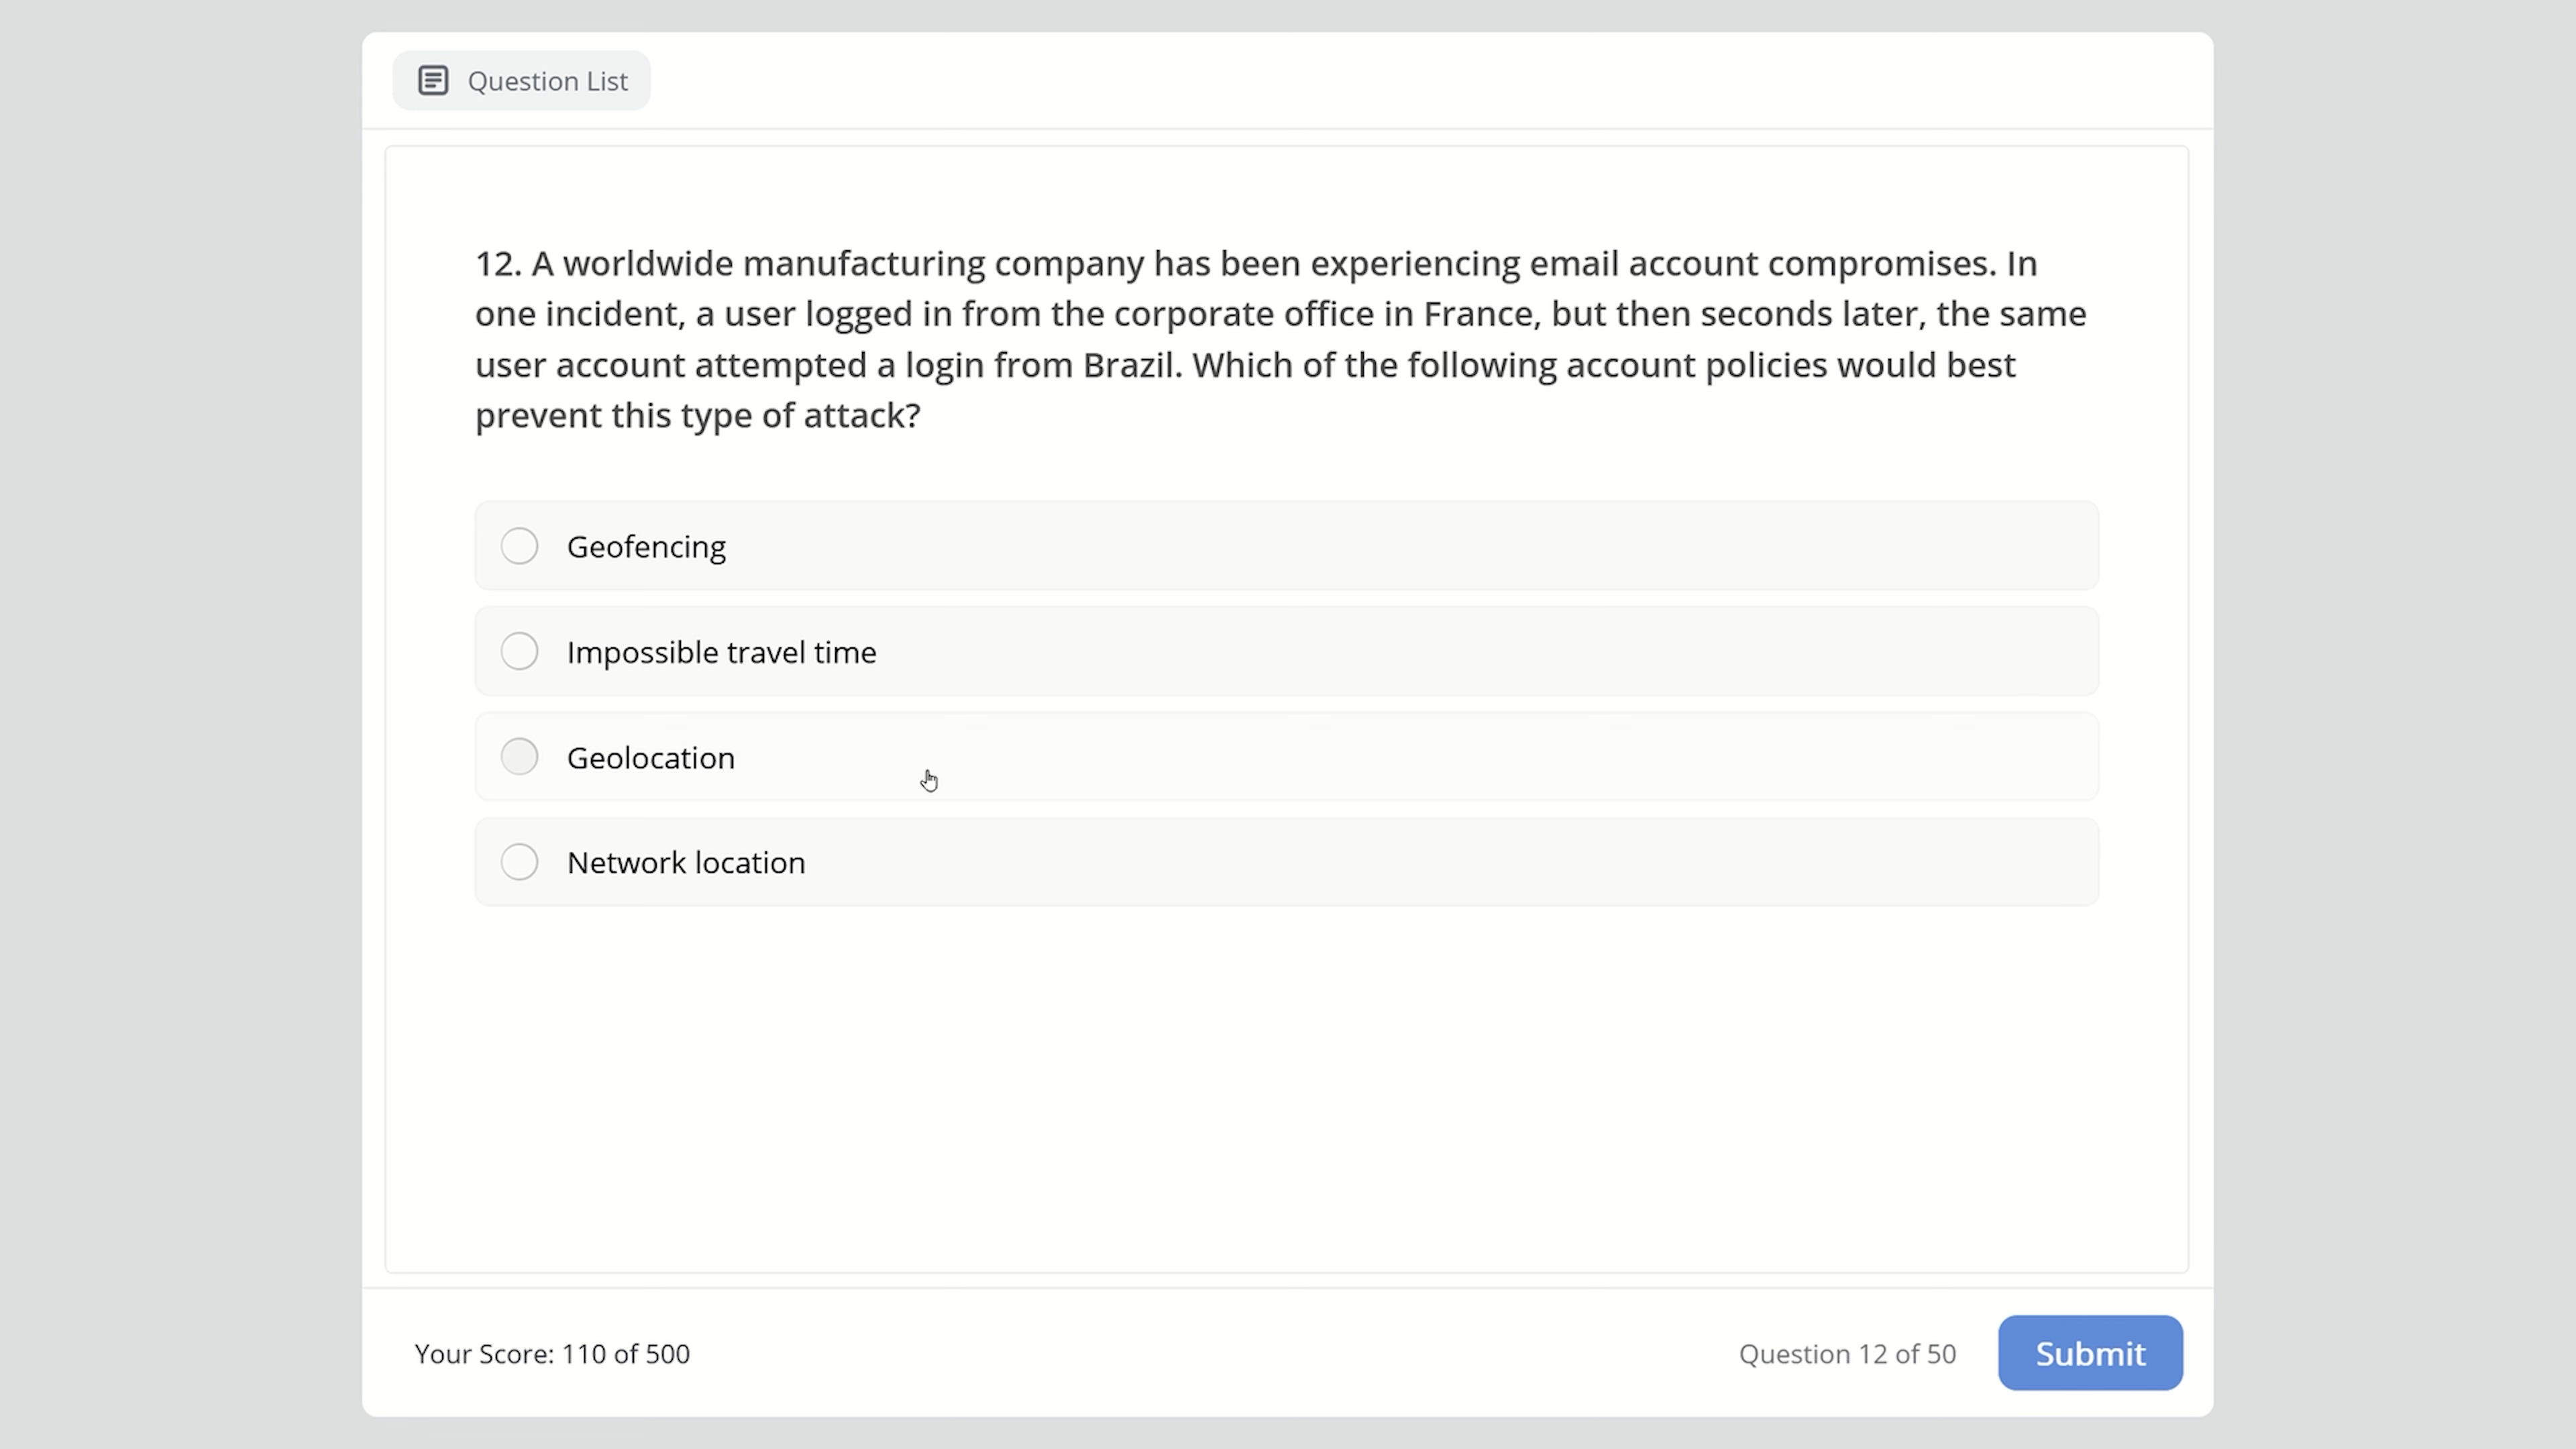 Question List
12. A worldwide manufacturing company has been experiencing email account compromises. In
one incident, a user logged in from the corporate office in France, but then seconds later, the same
user account attempted a login from Brazil. Which of the following account policies would best
prevent this type of attack?
Geofencing
Impossible travel time
Geolocation
Network location
Your Score: 110 of 500
Question 12 of 50
Submit